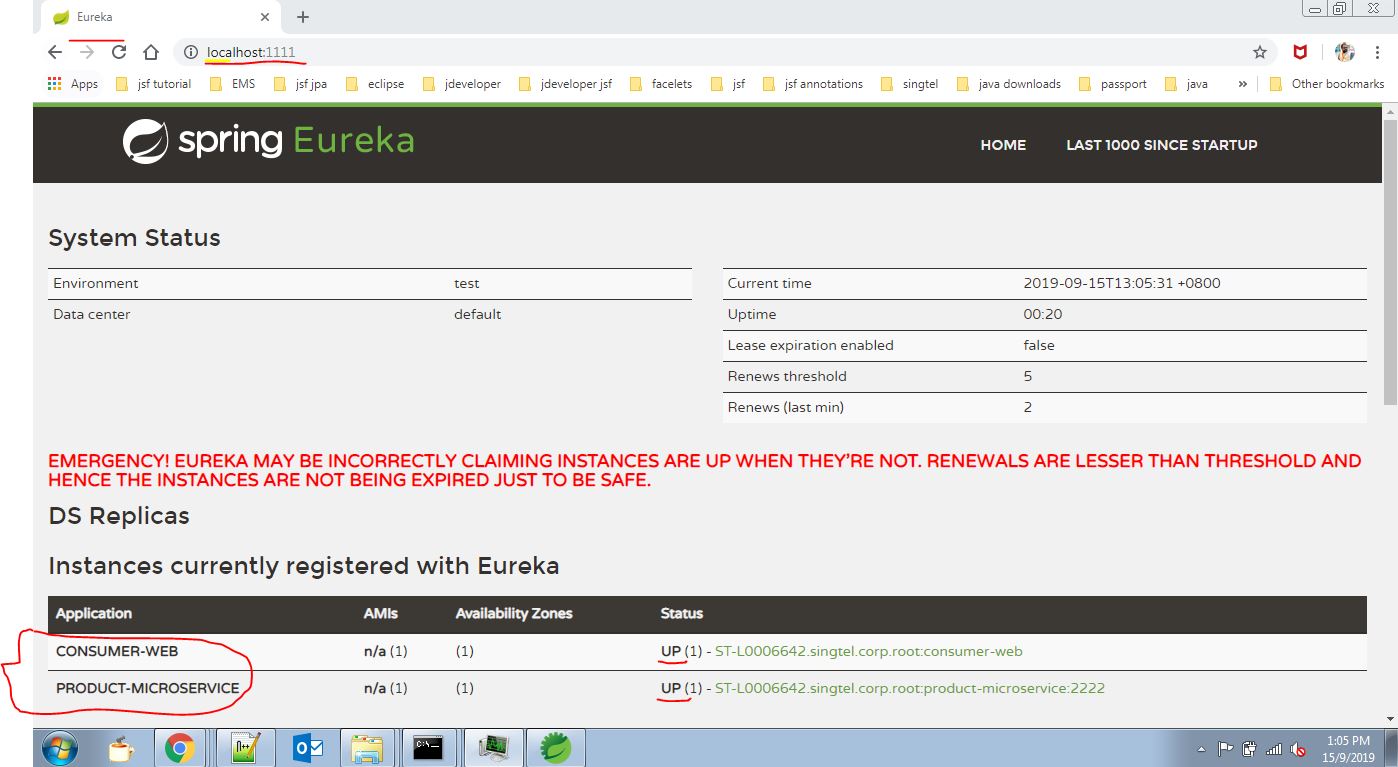 Eureka
localhost:1111
Apps jsf tutorial EMS jsf jpa eclipse jdeveloper jdeveloper jsf facelets jsf jsf annotations singtel java downloads passport java » Other bookmarks
spring Eureka
HOME LAST 1000 SINCE STARTUP
System Status
Environment test
Data center default
Current time 2019-09-15T13:05:31 +0800
Uptime 00:20
Lease expiration enabled false
Renews threshold 5
Renews (last min) 2
EMERGENCY! EUREKA MAY BE INCORRECTLY CLAIMING INSTANCES ARE UP WHEN THEY'RE NOT. RENEWALS ARE LESSER THAN THRESHOLD AND
HENCE THE INSTANCES ARE NOT BEING EXPIRED JUST TO BE SAFE.
DS Replicas
Instances currently registered with Eureka
Application AMIs Availability Zones Status
CONSUMER-WEB n/a (1) (1) UP (1) - ST-L0006642.singtel.corp.root:consumer-web
PRODUCT-MICROSERVICE n/a (1) (1) UP (1) - ST-L0006642.singtel.corp.root:product-microservice:2222
1:05 PM
15/9/2019